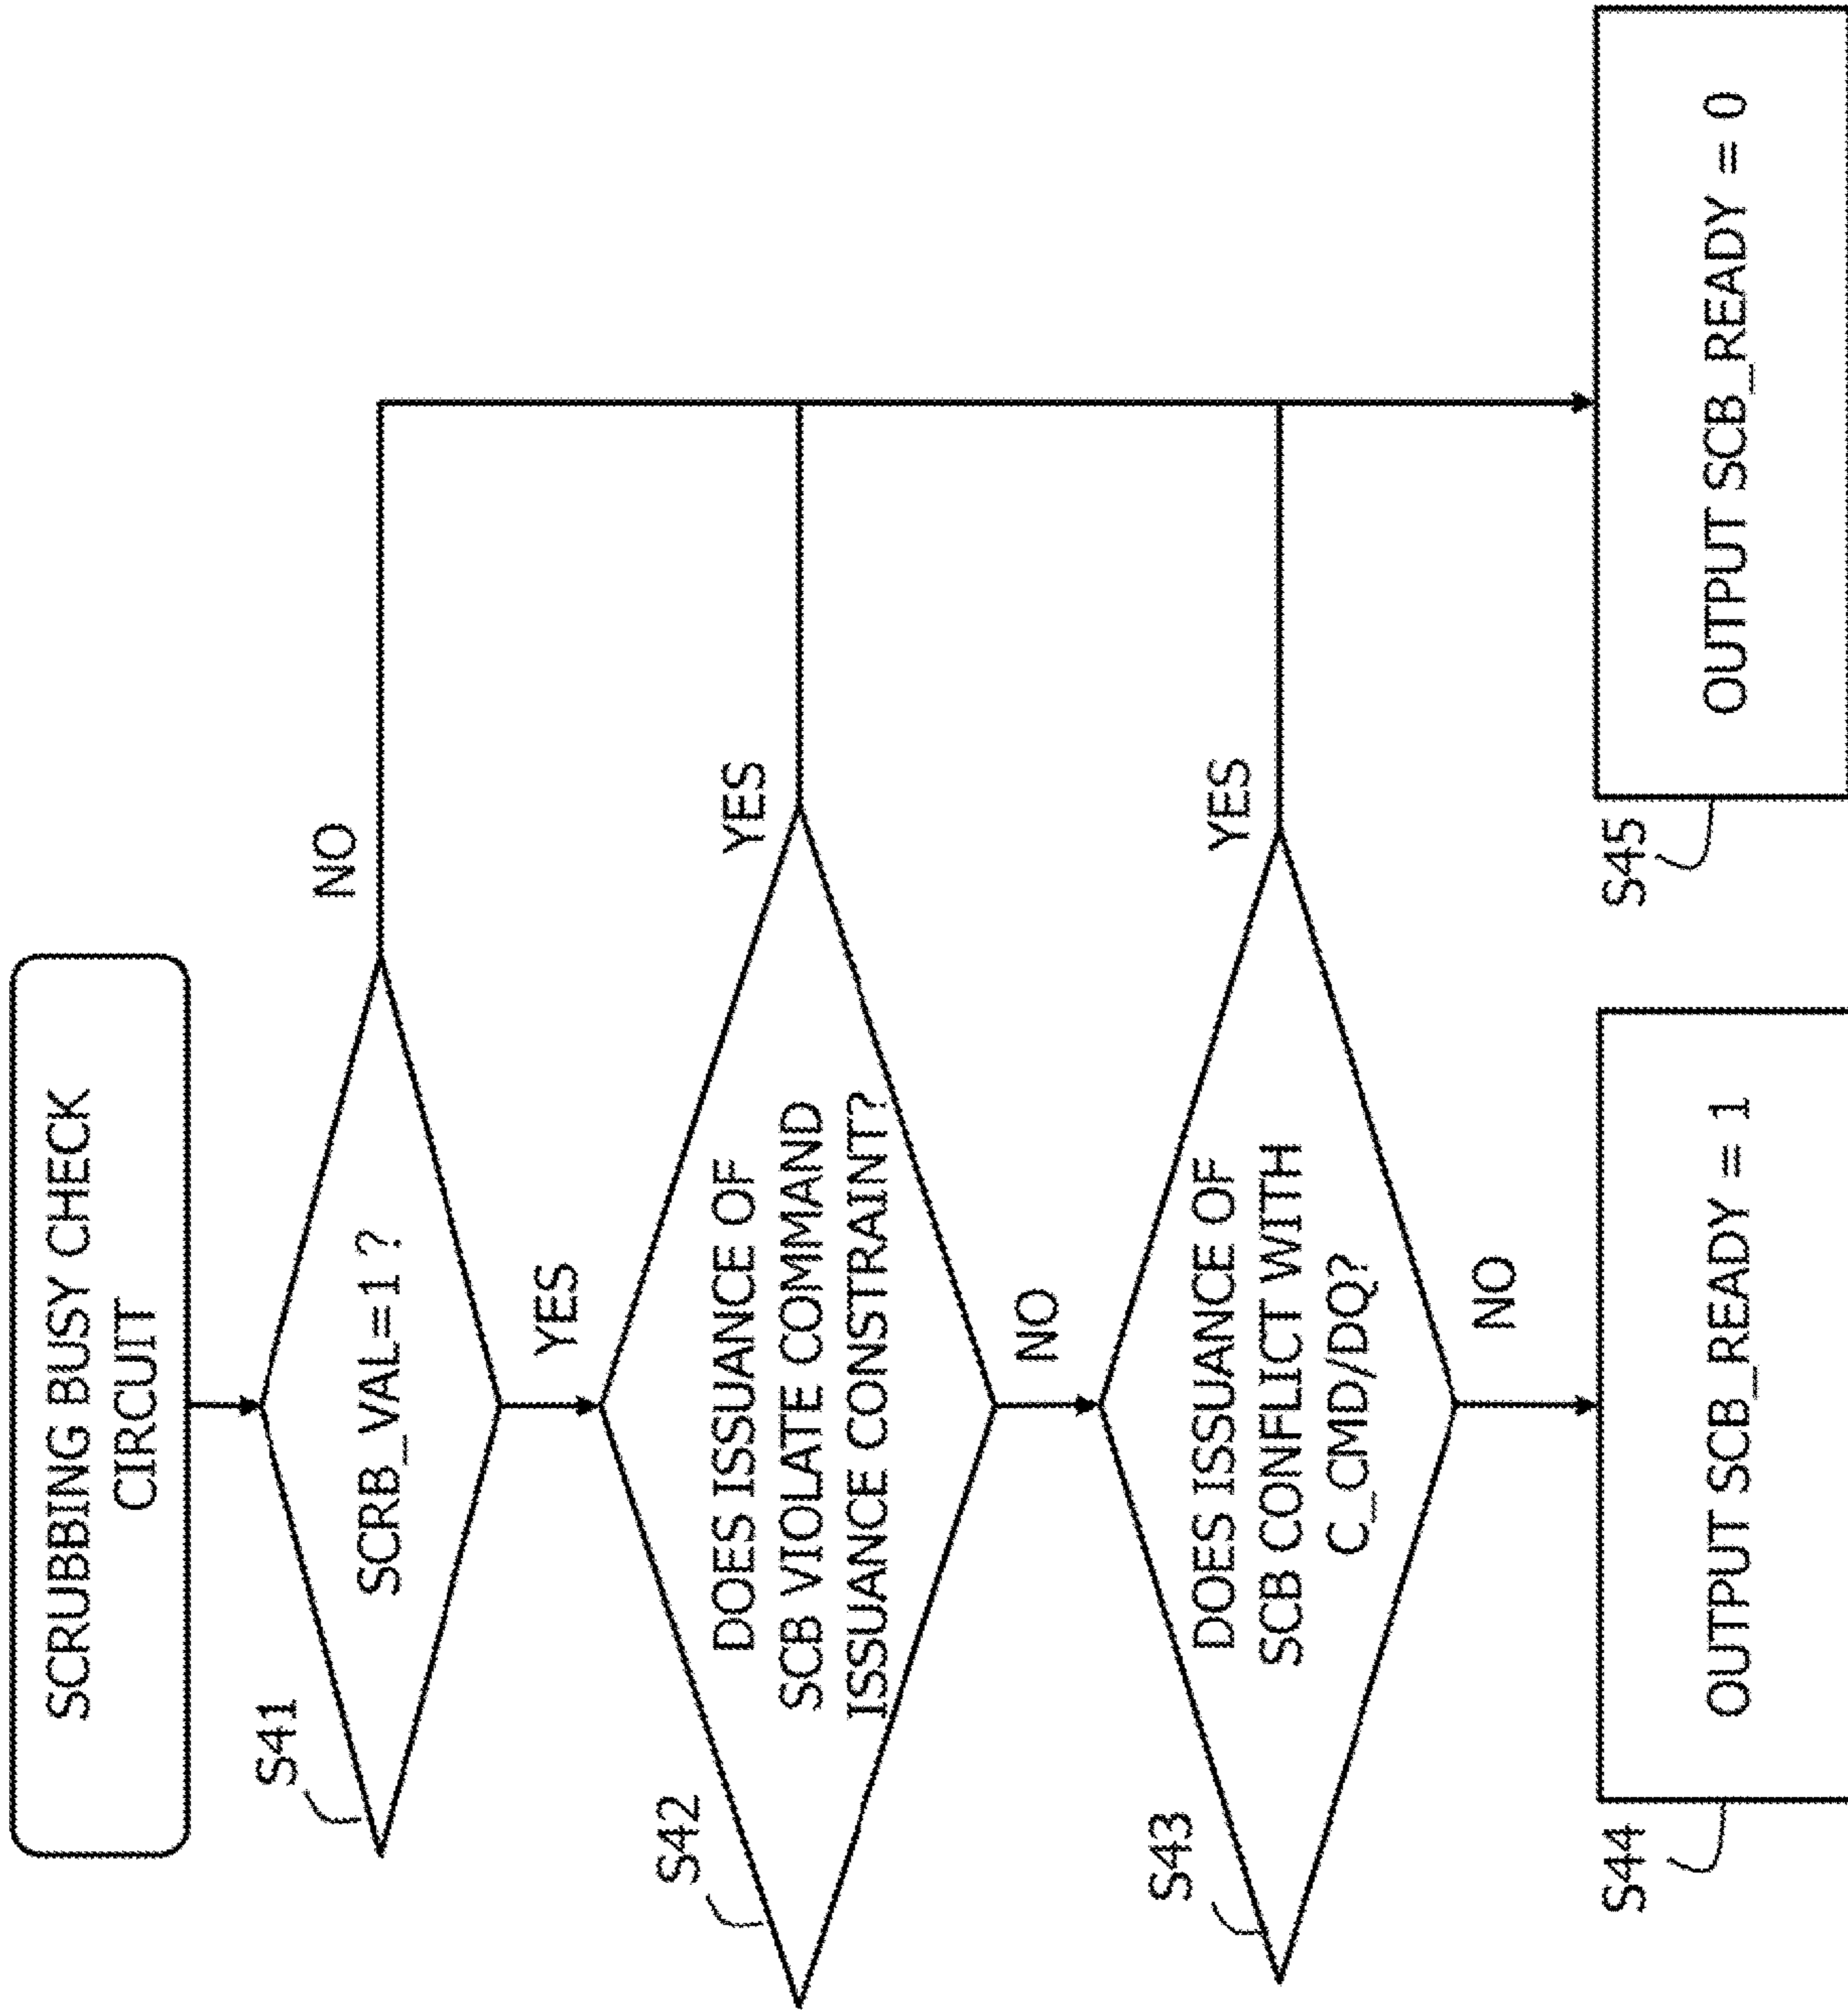 SCRUBBING BUSY CHECK
CIRCUIT
S41
SCRB_VAL=1 ?
NO
YES
S42
DOES ISSUANCE OF
SCB VIOLATE COMMAND
ISSUANCE CONSTRAINT?
YES
NO
S43
DOES ISSUANCE OF
SCB CONFLICT WITH
C_CMD/DQ?
YES
NO
S44
OUTPUT SCB_READY = 1
S45
OUTPUT SCB_READY = 0